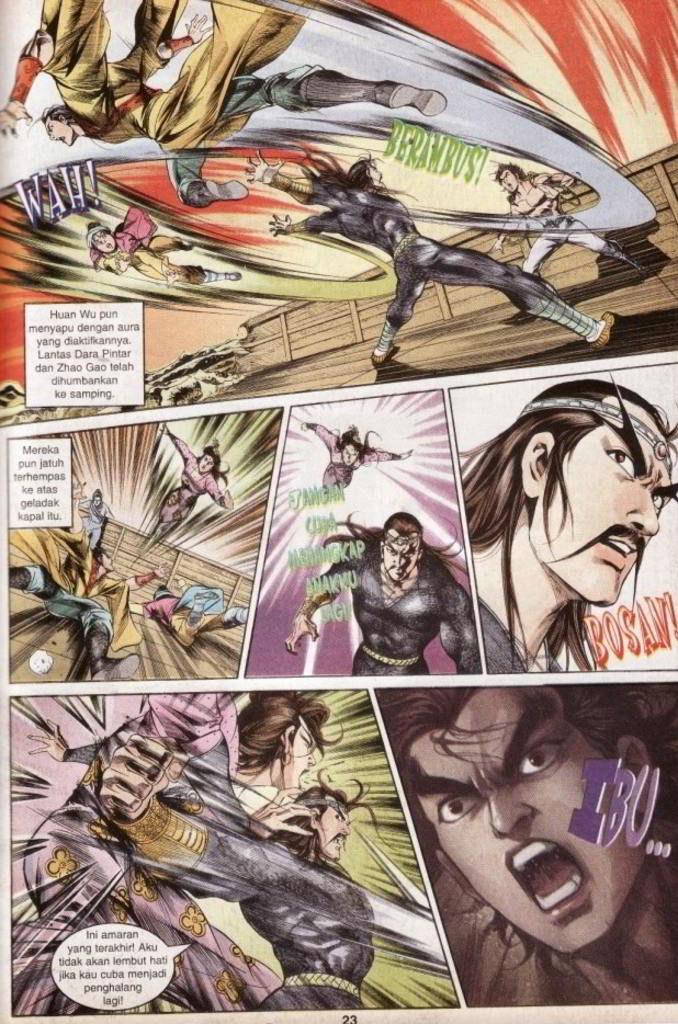 BERAMBUS!
WAH!
Huan Wu pun
menyapu dengan aura
yang diaktifkannya.
Lantas Dara Pintar
dan Zhao Gao telah
dihumbankan
ke samping.
Mereka
pun jatuh
terhempas
ke atas
geladak
kapal itu.
JANGAN
CUBA
MENANGKAP
ANAKKU
LAGI!
BOSAN!
IBU...
Ini amaran
yang terakhir! Aku
tidak akan lembut hati
jika kau cuba menjadi
penghalang
lagi!
23